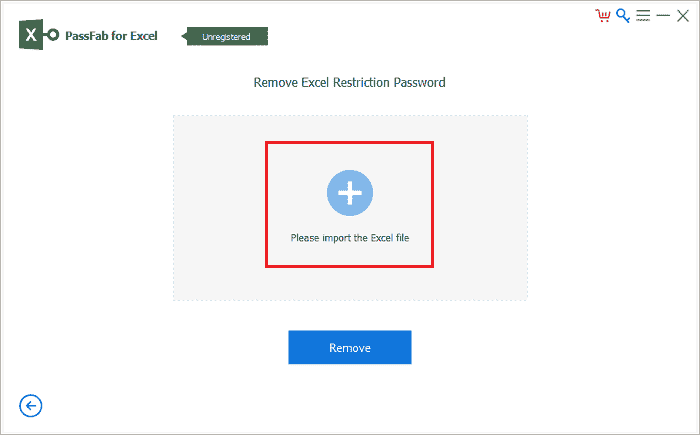 PassFab for Excel
Unregistered
Remove Excel Restriction Password
Please import the Excel file
Remove